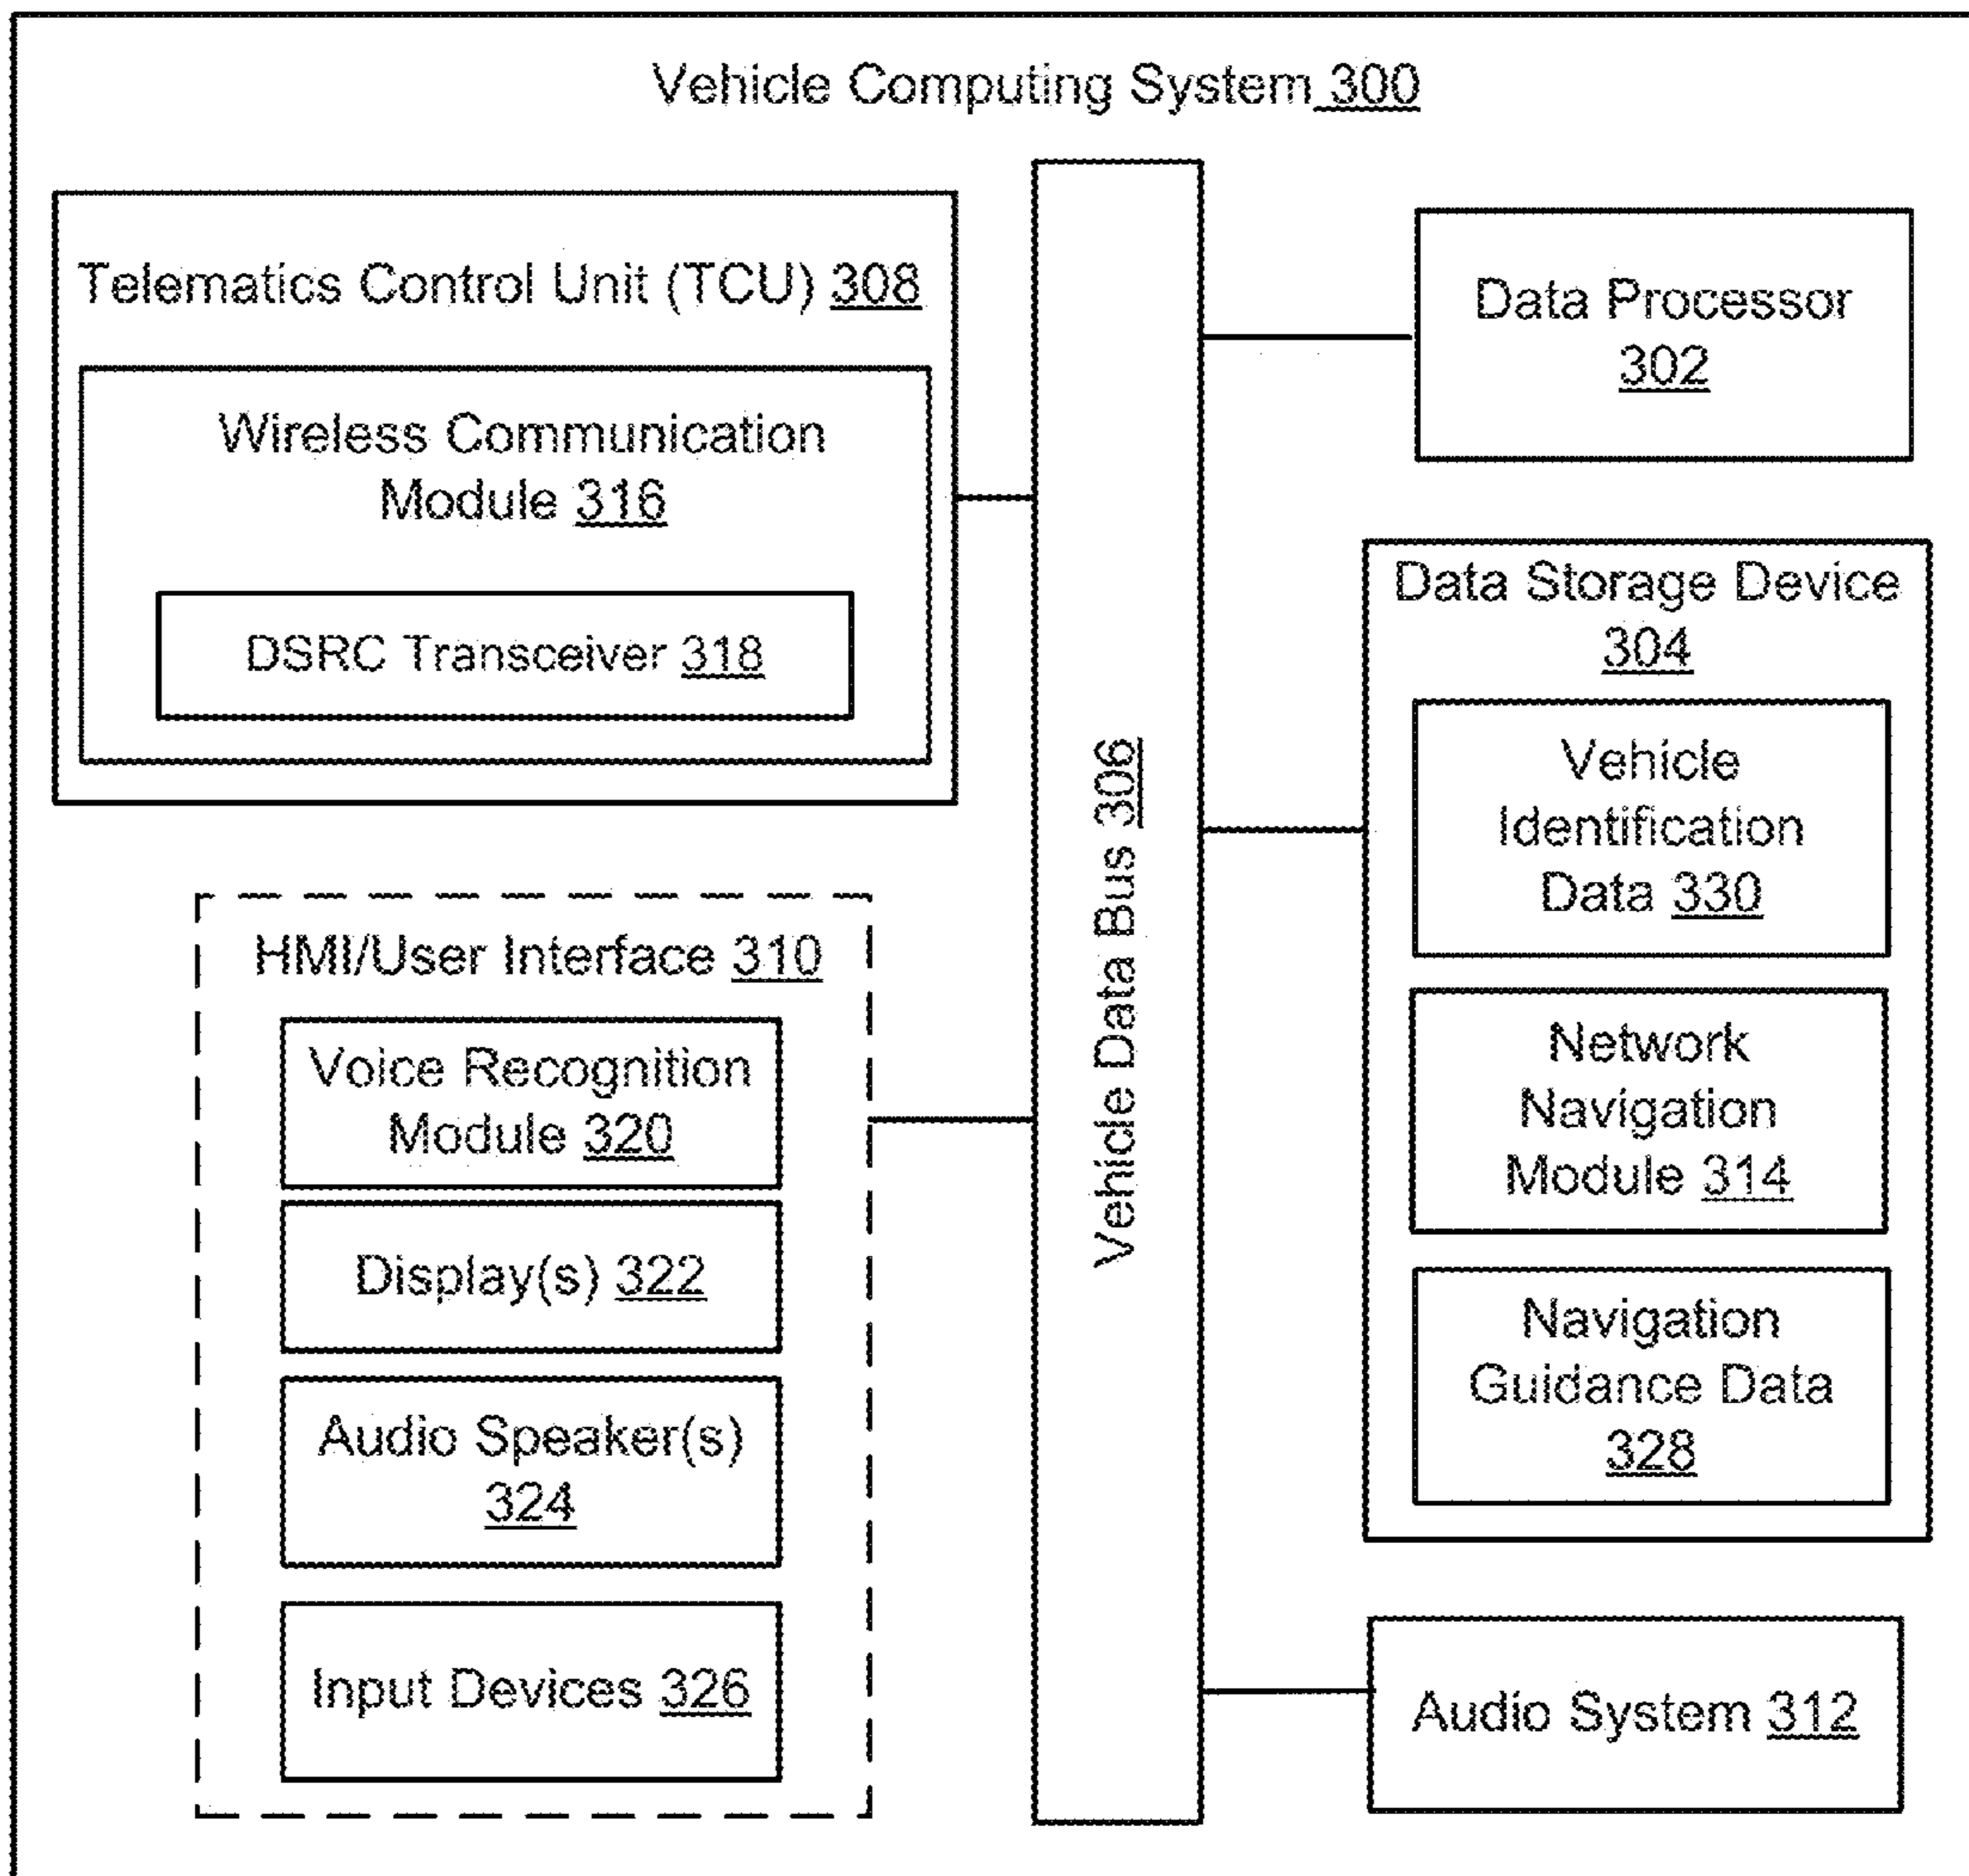 Vehicle Computing System 300
Telematics Control Unit (TCU) 308
Wireless Communication
Module 316
DSRC Transceiver 318
HMI/User Interface 310
Voice Recognition
Module 320
Display(s) 322
Audio Speaker(s)
324
Input Devices 326
Vehicle Data Bus 306
Data Processor
302
Data Storage Device
304
Vehicle
Identification
Data 330
Network
Navigation
Module 314
Navigation
Guidance Data
328
Audio System 312